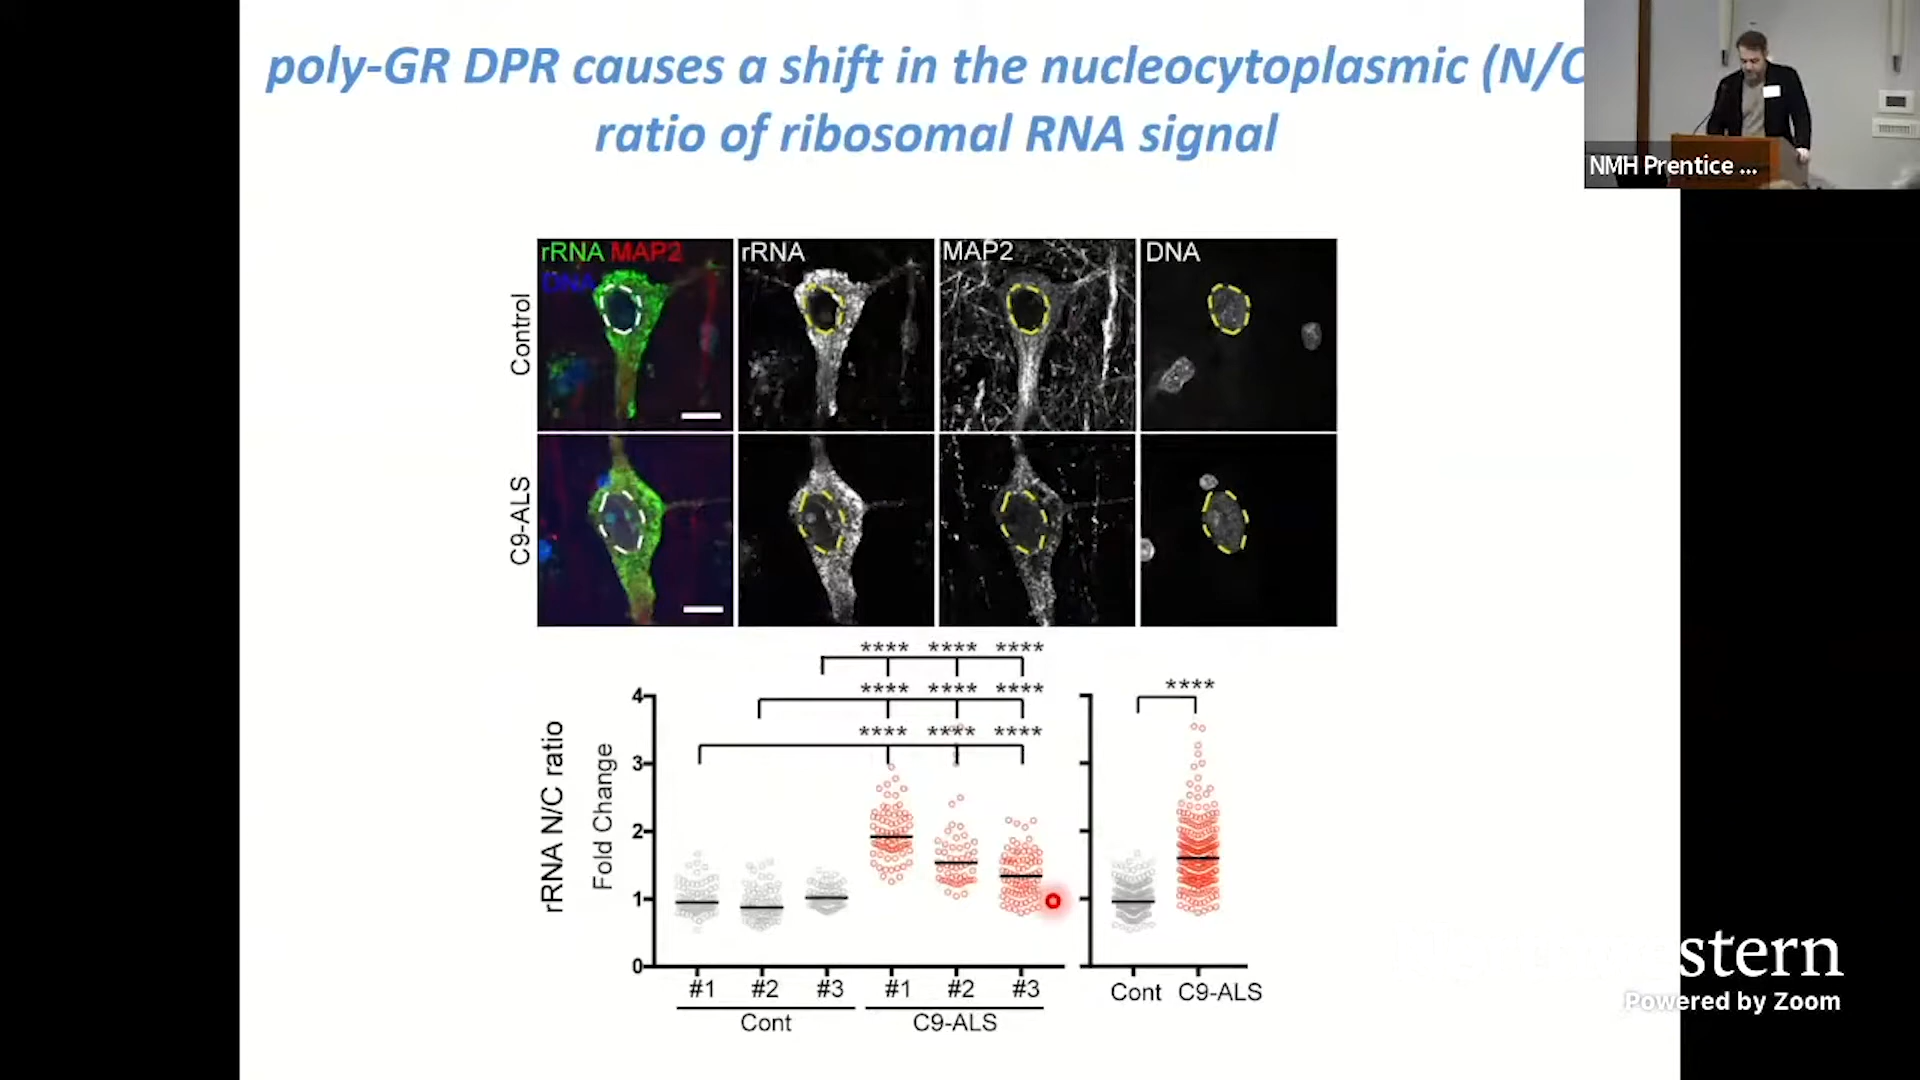 poly-GR DPR causes a shift in the nucleocytoplasmic (N/C
ratio of ribosomal RNA signal
NMH Prentice ...
rRNA MAP2
DNA
rRNA
MAP2
DNA
Control
C9-ALS
**** **** ****
**** **** ****
**** **** ****
****
rRNA N/C ratio
Fold Change
4
3
2
1
0
#1 #2 #3 #1 #2 #3
Cont C9-ALS
Cont C9-ALS
stern
Powered by Zoom